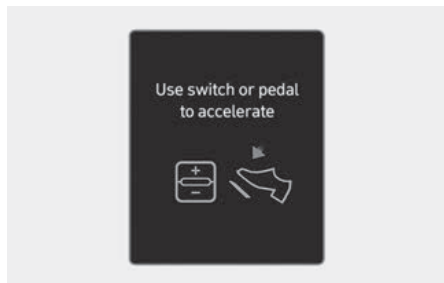 Use switch or pedal
to accelerate
+
−